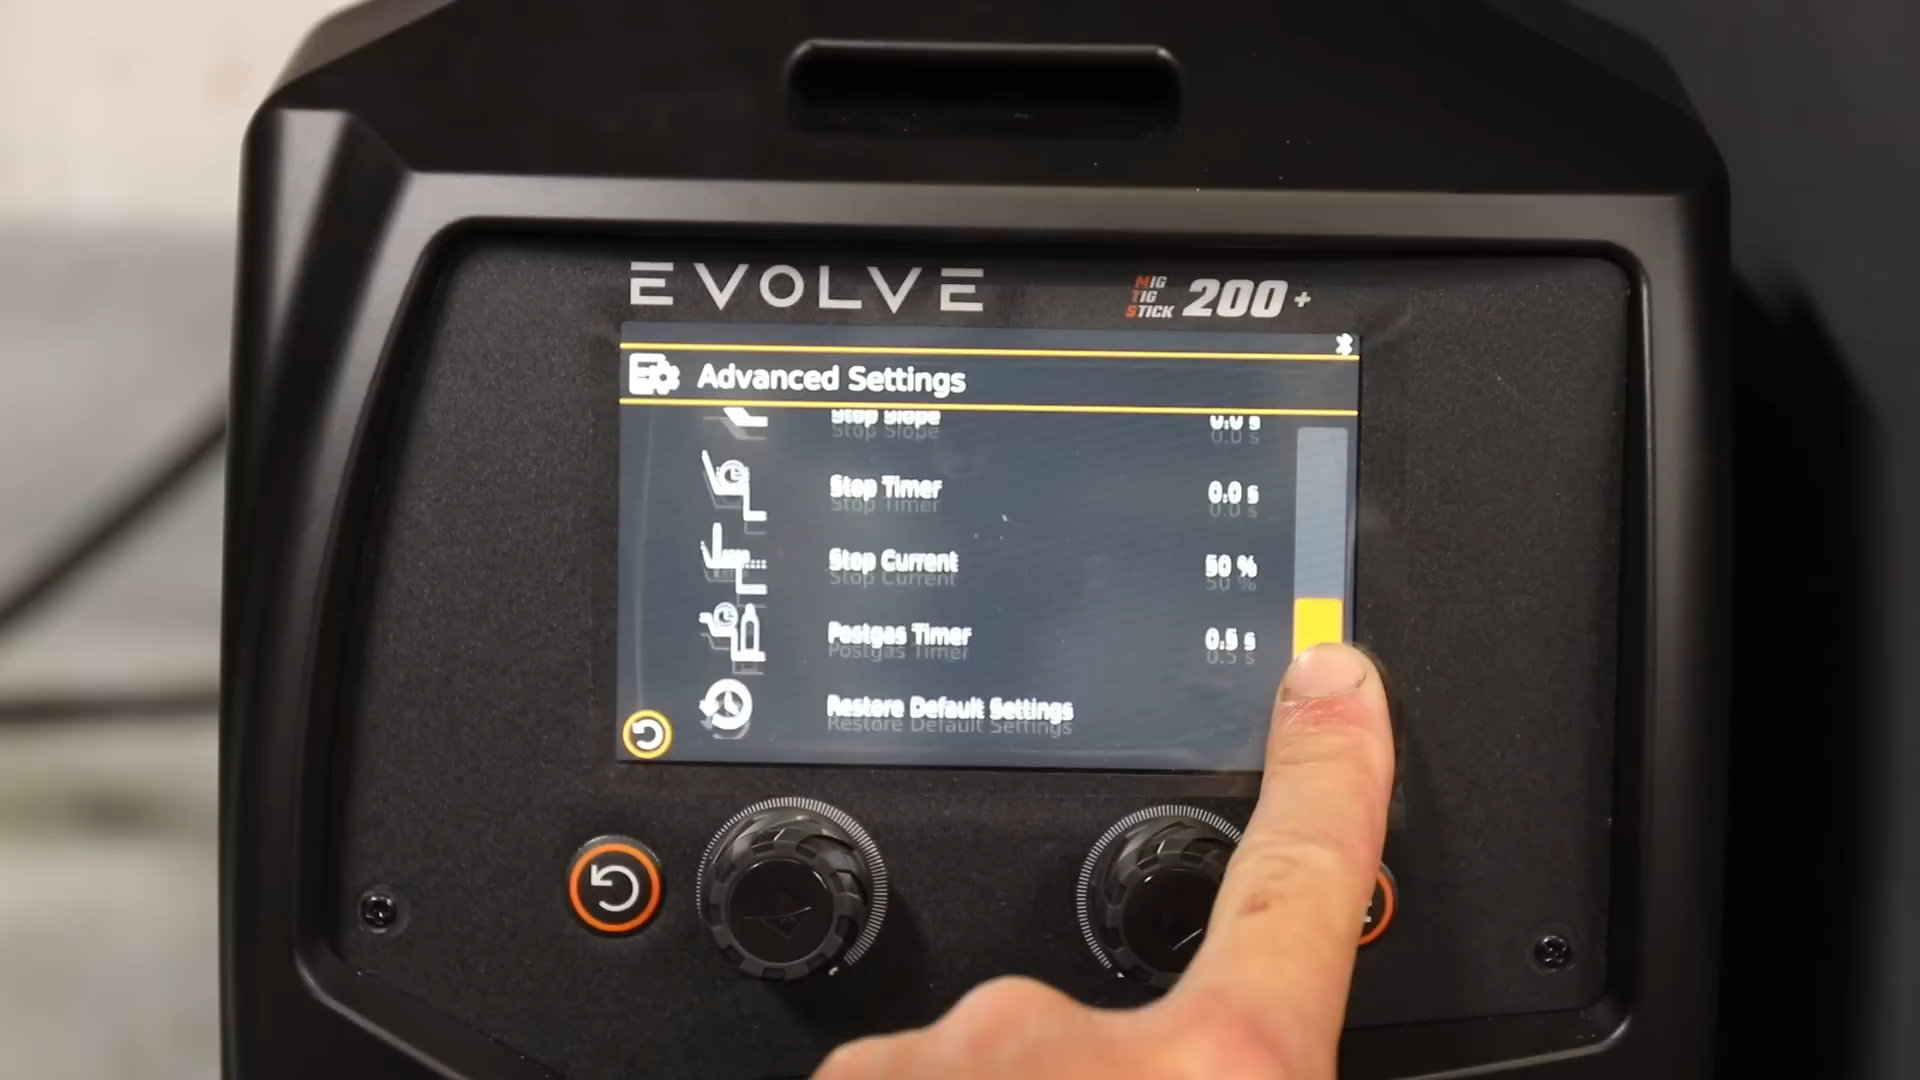 EVOLVE
MIG
TIG
STICK
200+
Advanced Settings
Stop Slope 0.0 s
Stop Timer 0.0 s
Stop Current 50 %
Postgas Timer 0.5 s
Restore Default Settings